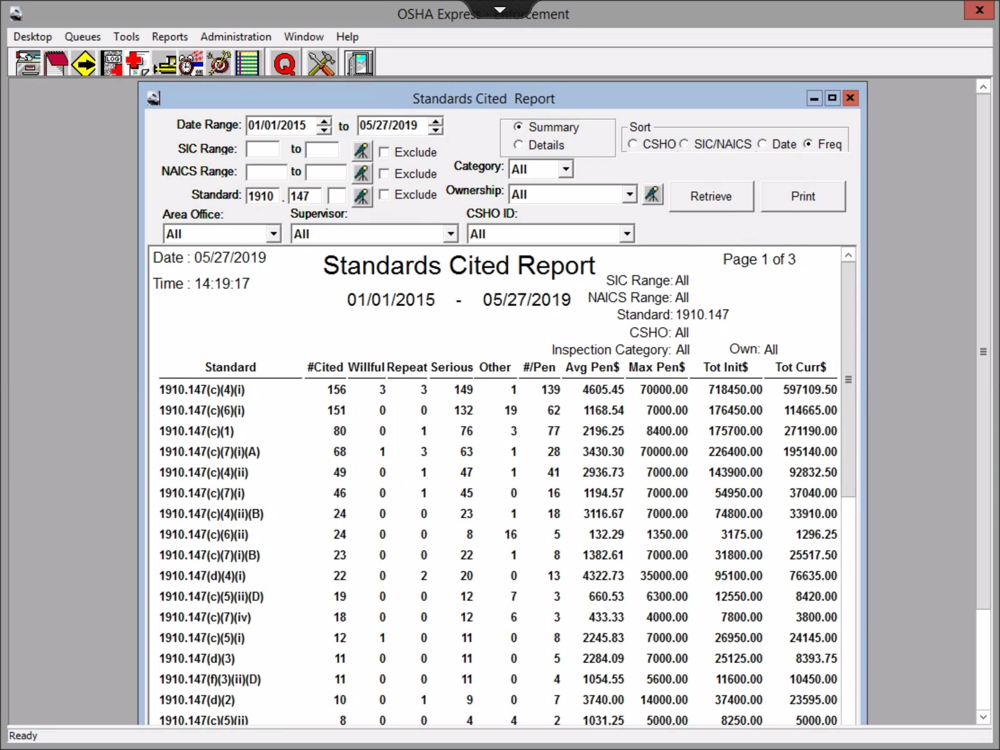 OSHA Express - Enforcement
Desktop Queues Tools Reports Administration Window Help
LOG OK Q
Standards Cited Report
Date Range: 01/01/2015 to 05/27/2019 Summary Sort
Details CSHO SIC/NAICS Date Freq
SIC Range: to Exclude
NAICS Range: to Exclude Category: All
Standard: 1910 . 147 Exclude Ownership: All Retrieve Print
Area Office: Supervisor: CSHO ID:
All All All
Date : 05/27/2019 Standards Cited Report Page 1 of 3
Time : 14:19:17 SIC Range: All
01/01/2015 - 05/27/2019 NAICS Range: All
Standard: 1910.147
CSHO: All
Inspection Category: All Own: All
Standard #Cited Willful Repeat Serious Other #/Pen Avg Pen$ Max Pen$ Tot Init$ Tot Curr$
1910.147(c)(4)(i) 156 3 3 149 1 139 4605.45 70000.00 718450.00 597109.50
1910.147(c)(6)(i) 151 0 0 132 19 62 1168.54 7000.00 176450.00 114665.00
1910.147(c)(1) 80 0 1 76 3 77 2196.25 8400.00 175700.00 271190.00
1910.147(c)(7)(i)(A) 68 1 3 63 1 28 3430.30 70000.00 226400.00 195140.00
1910.147(c)(4)(ii) 49 0 1 47 1 41 2936.73 7000.00 143900.00 92832.50
1910.147(c)(7)(i) 46 0 1 45 0 16 1194.57 7000.00 54950.00 37040.00
1910.147(c)(4)(ii)(B) 24 0 0 23 1 18 3116.67 7000.00 74800.00 33910.00
1910.147(c)(6)(ii) 24 0 0 8 16 5 132.29 1350.00 3175.00 1296.25
1910.147(c)(7)(i)(B) 23 0 0 22 1 8 1382.61 7000.00 31800.00 25517.50
1910.147(d)(4)(i) 22 0 2 20 0 13 4322.73 35000.00 95100.00 76635.00
1910.147(c)(5)(ii)(D) 19 0 0 12 7 3 660.53 6300.00 12550.00 8420.00
1910.147(c)(7)(iv) 18 0 0 12 6 3 433.33 4000.00 7800.00 3800.00
1910.147(c)(5)(i) 12 1 0 11 0 8 2245.83 7000.00 26950.00 24145.00
1910.147(d)(3) 11 0 0 11 0 5 2284.09 7000.00 25125.00 8393.75
1910.147(f)(3)(ii)(D) 11 0 0 11 0 4 1054.55 5600.00 11600.00 10450.00
1910.147(d)(2) 10 0 1 9 0 7 3740.00 14000.00 37400.00 23595.00
1910.147(c)(5)(ii) 8 0 0 4 4 2 1031.25 5000.00 8250.00 5000.00
Ready